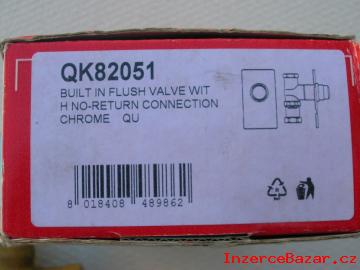 QK82051
BUILT IN FLUSH VALVE WIT
H NO-RETURN CONNECTION
CHROME QU
8 018408 489862
InzerceBazar.cz